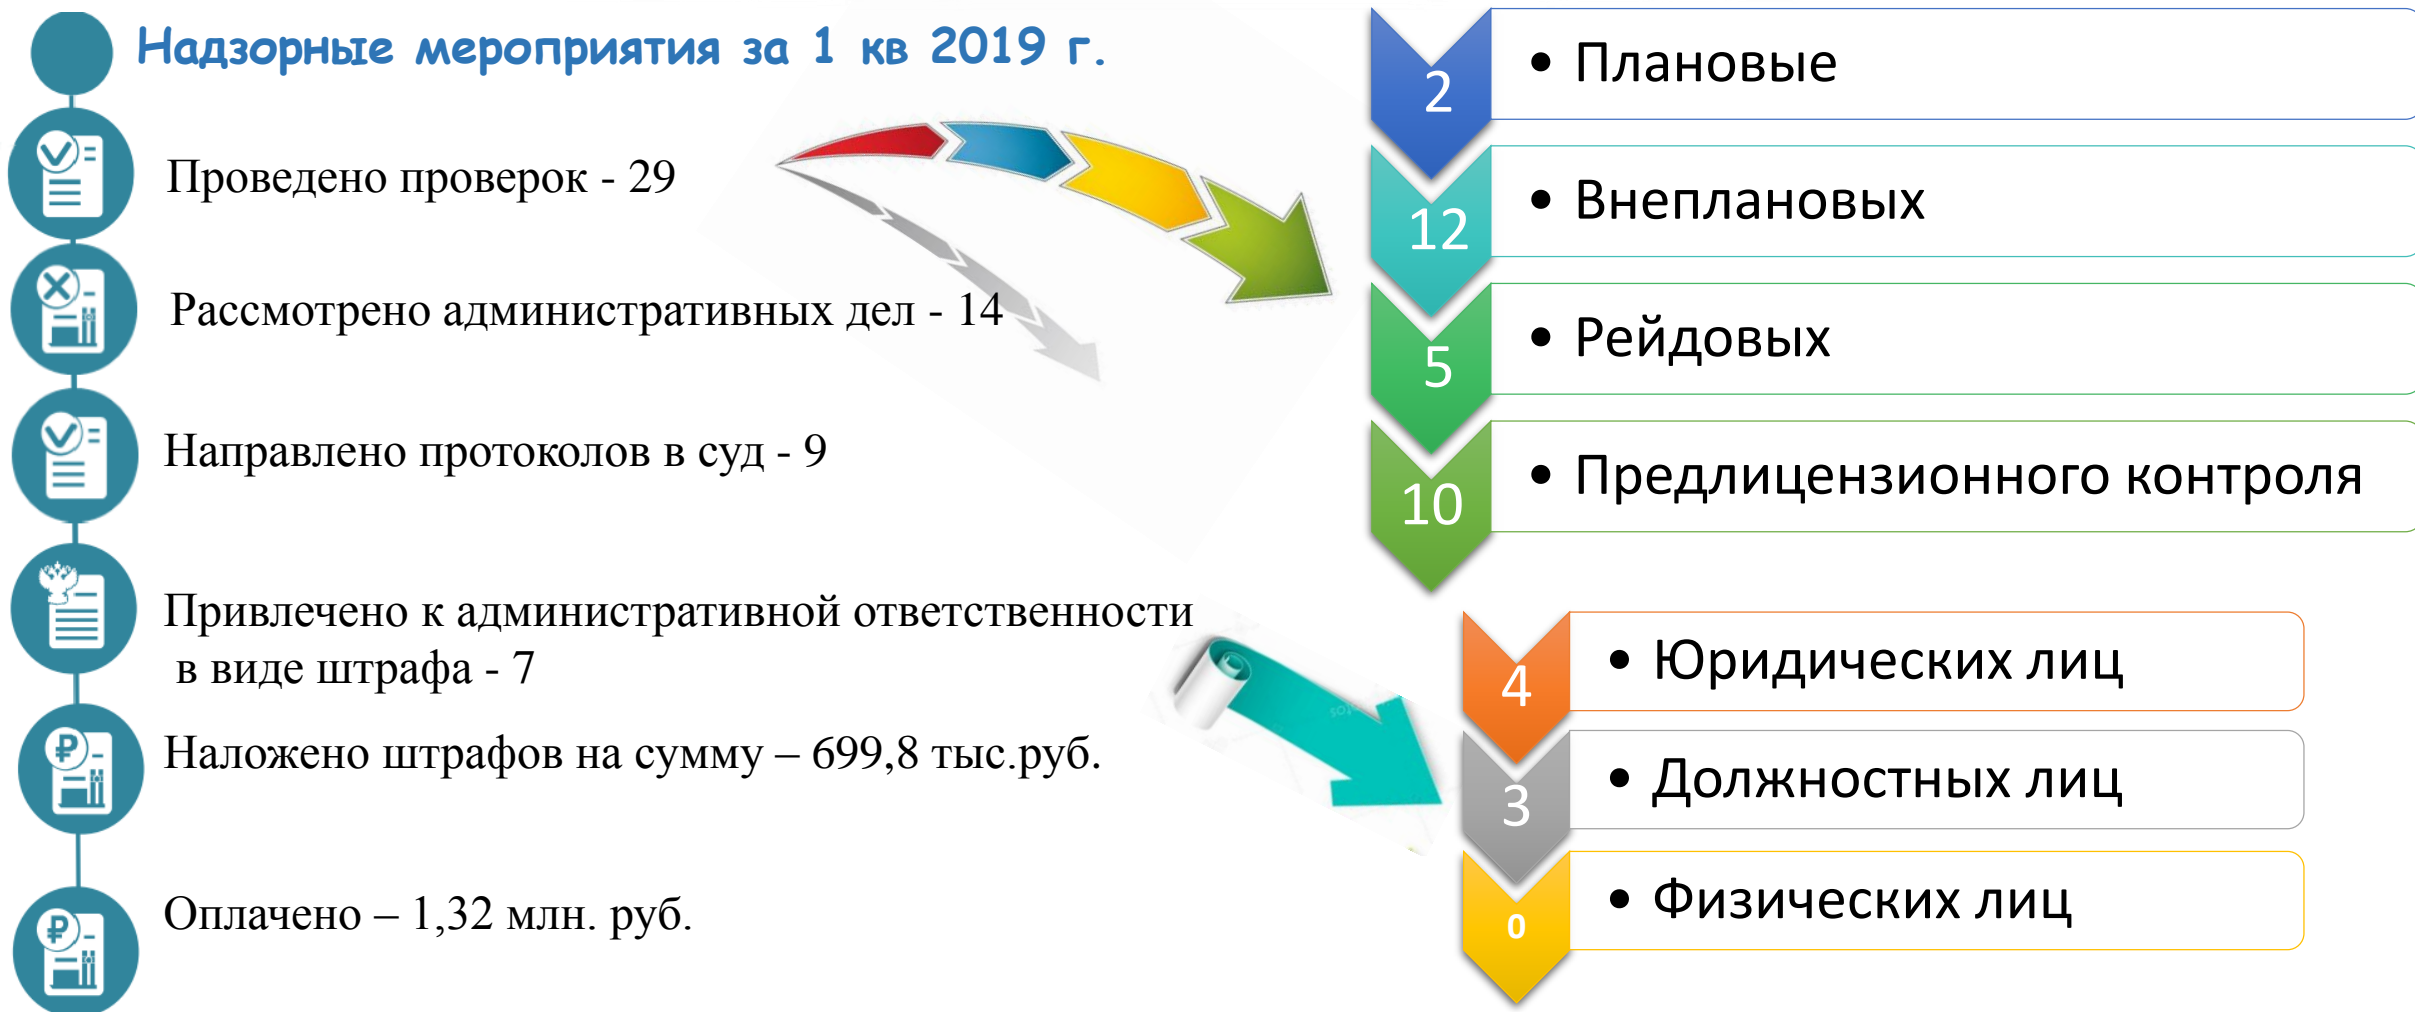 Надзорные мероприятия за 1 кв 2019 г.
Проведено проверок - 29
Рассмотрено административных дел - 14
Направлено протоколов в суд - 9
Привлечено к административной ответственности
в виде штрафа - 7
Наложено штрафов на сумму – 699,8 тыс.руб.
Оплачено – 1,32 млн. руб.
2
• Плановые
12
• Внеплановых
5
• Рейдовых
10
• Предлицензионного контроля
4
• Юридических лиц
3
• Должностных лиц
0
• Физических лиц